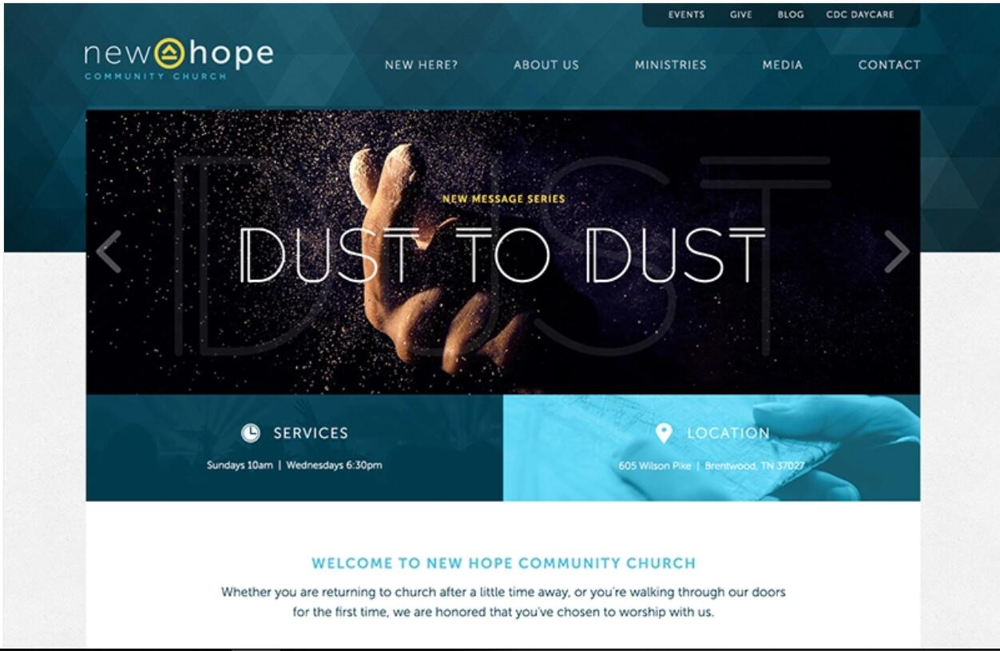 EVENTS GIVE BLOG CDC DAYCARE
new hope
COMMUNITY CHURCH
NEW HERE? ABOUT US MINISTRIES MEDIA CONTACT
DUST
NEW MESSAGE SERIES
DUST TO DUST
SERVICES
Sundays 10am | Wednesdays 6:30pm
LOCATION
605 Wilson Pike | Brentwood, TN 37027
WELCOME TO NEW HOPE COMMUNITY CHURCH
Whether you are returning to church after a little time away, or you're walking through our doors
for the first time, we are honored that you've chosen to worship with us.